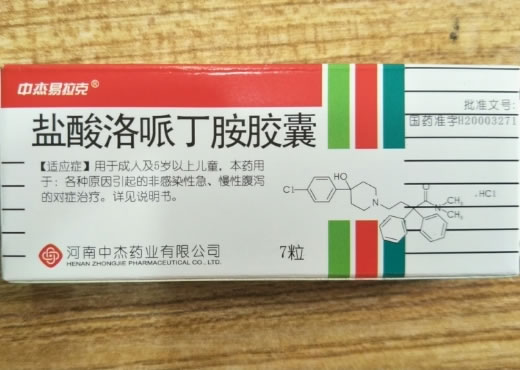 中杰易拉克®
批准文号:
国药准字H20003271
盐酸洛哌丁胺胶囊
【适应症】用于成人及5岁以上儿童。本药用
于：各种原因引起的非感染性急、慢性腹泻
的对症治疗。详见说明书。
OH
Cl
N
O
N
CH₃
CH₃
.HCl
河南中杰药业有限公司
HENAN ZHONGJIE PHARMACEUTICAL CO., LTD.
7粒